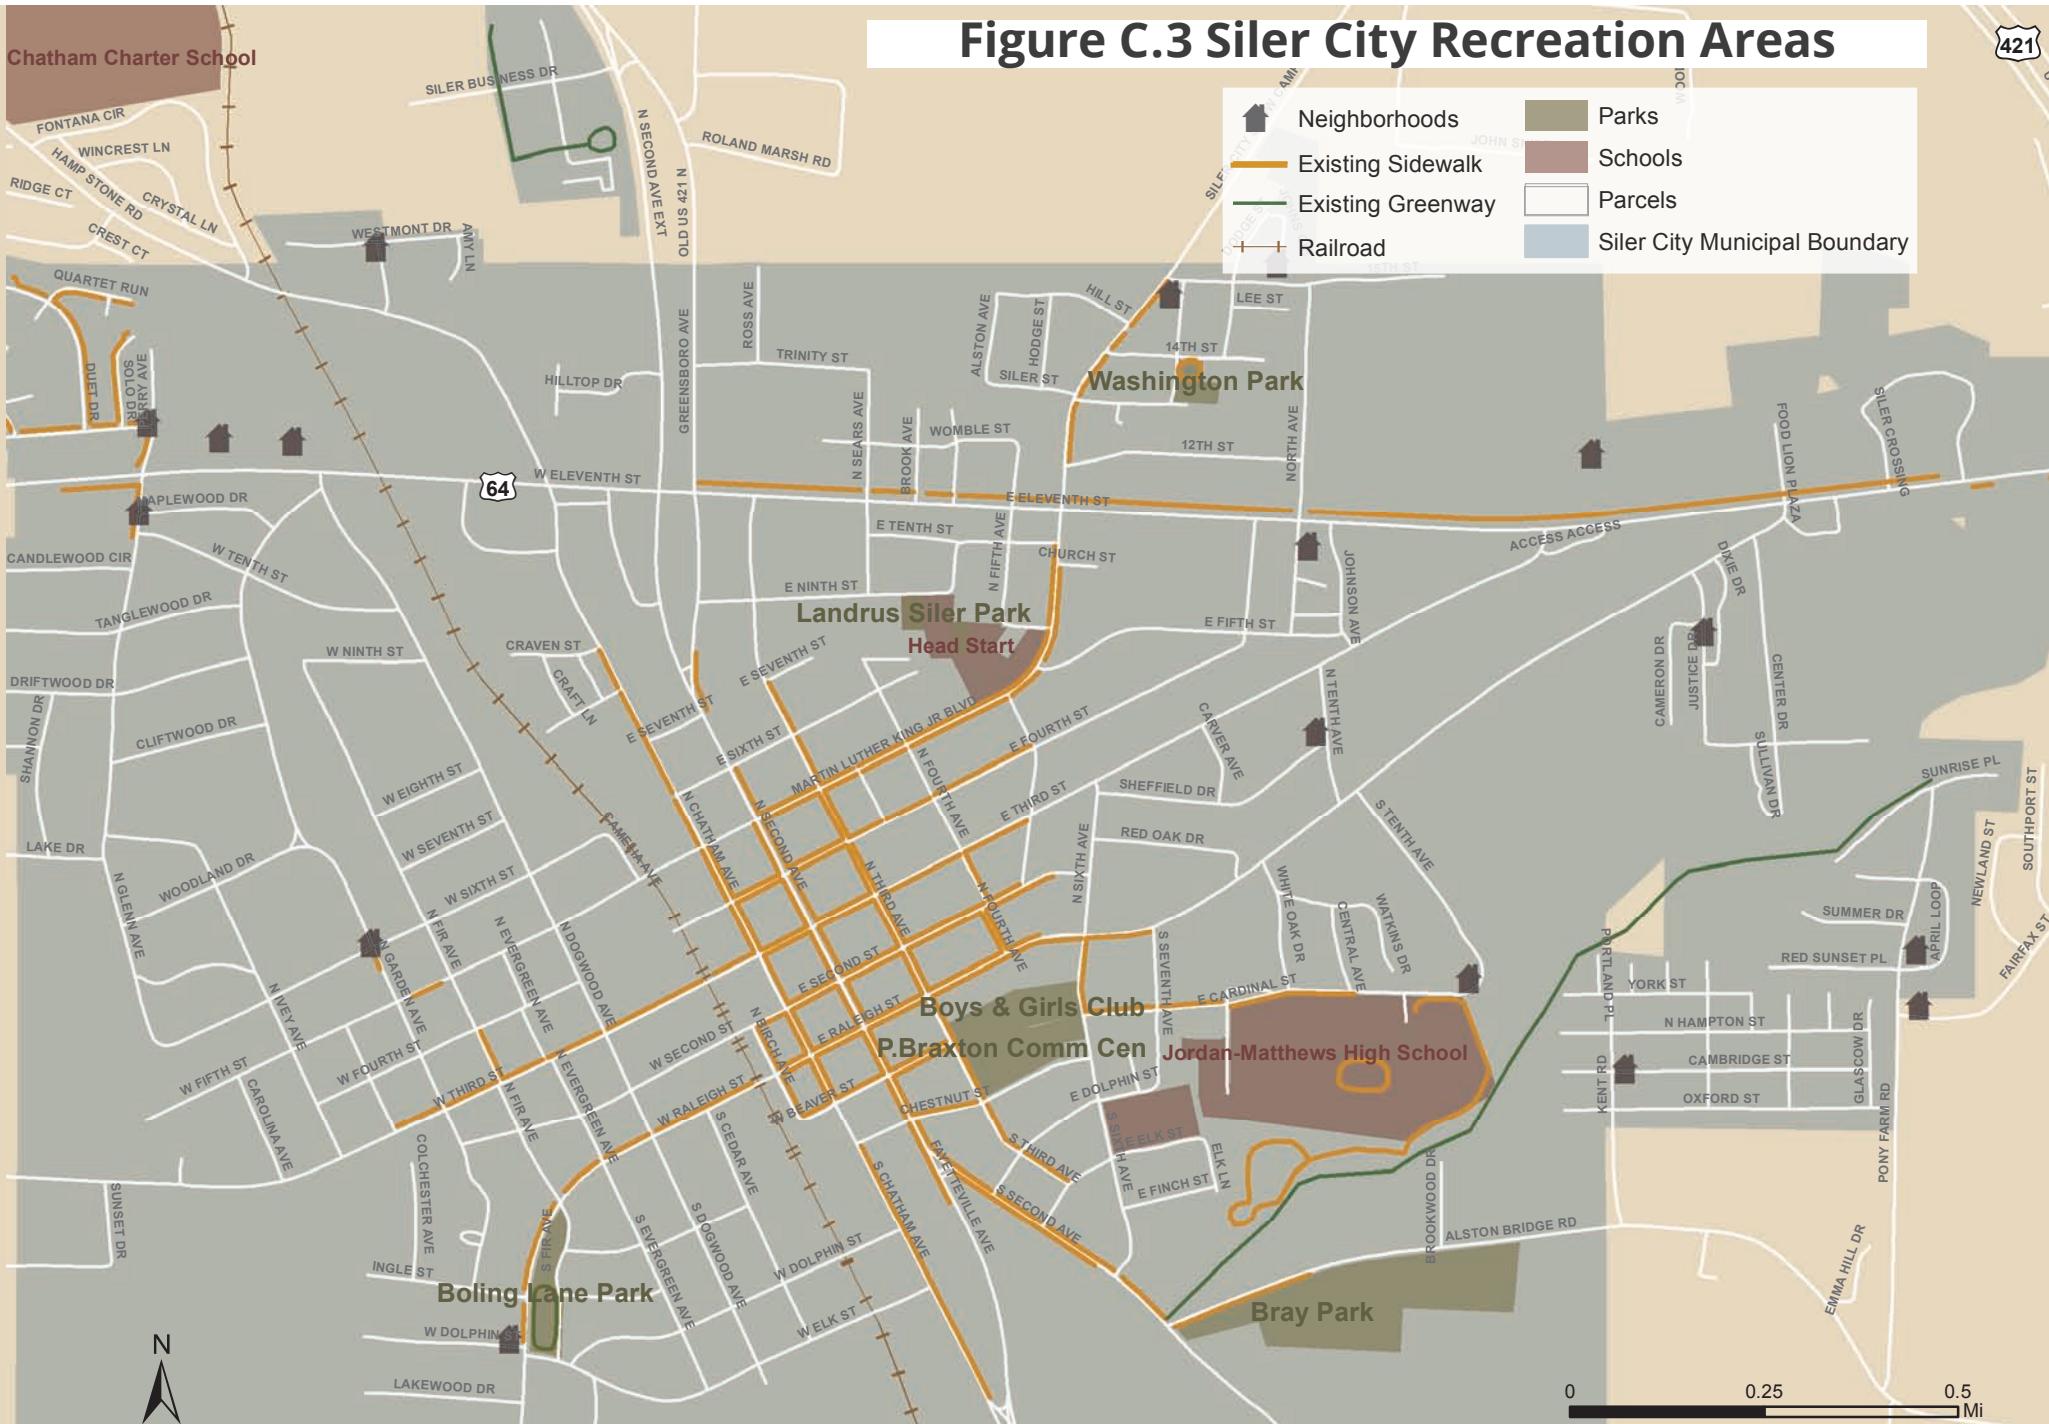 Figure C.3 Siler City Recreation Areas
421
Neighborhoods
Existing Sidewalk
Existing Greenway
Railroad
Parks
Schools
Parcels
Siler City Municipal Boundary
Chatham Charter School
SILER BUSINESS DR
FONTANA CIR
WINCREST LN
HAMP STONE RD
RIDGE CT
CRYSTAL LN
CREST CT
N SECOND AVE EXT
OLD US 421 N
ROLAND MARSH RD
WESTMONT DR
AMY LN
QUARTET RUN
DUET DR
SOLO DR
HILLTOP DR
GREENSBORO AVE
ROSS AVE
TRINITY ST
ALSTON AVE
HODGE ST
HILL ST
SILER ST
LEE ST
15TH ST
14TH ST
Washington Park
N SEARS AVE
BROOK AVE
WOMBLE ST
12TH ST
NORTH AVE
FOOD LION PLAZA
SILER CROSSING
64
W ELEVENTH ST
E ELEVENTH ST
APLEWOOD DR
W TENTH ST
CANDLEWOOD CIR
TANGLEWOOD DR
E TENTH ST
N FIFTH AVE
CHURCH ST
E NINTH ST
ACCESS ACCESS
DIXIE DR
JOHNSON AVE
Landrus Siler Park
Head Start
E FIFTH ST
W NINTH ST
CRAVEN ST
CRAFT LN
E SEVENTH ST
E SEVENTH ST
E SIXTH ST
DRIFTWOOD DR
SHANNON DR
CLIFTWOOD DR
MARTIN LUTHER KING JR BLVD
E FOURTH ST
CARVER AVE
N TENTH AVE
CAMERON DR
JUSTICE DR
CENTER DR
SULLIVAN DR
SUNRISE PL
SOUTHPORT ST
W EIGHTH ST
W SEVENTH ST
W SIXTH ST
CAMELIA AVE
N CHATHAM AVE
N SECOND AVE
N FOURTH AVE
E THIRD ST
SHEFFIELD DR
RED OAK DR
S TENTH AVE
N SIXTH AVE
LAKE DR
WOODLAND DR
N GLENN AVE
N THIRD AVE
N FOURTH AVE
WHITE OAK DR
CENTRAL AVE
WATKINS DR
NEWLAND ST
SUMMER DR
APRIL LOOP
RED SUNSET PL
FAIRFAX ST
N IVEY AVE
N GARDEN AVE
N FIR AVE
N EVERGREEN AVE
N DOGWOOD AVE
E SECOND ST
E RALEIGH ST
S SEVENTH AVE
E CARDINAL ST
PORTLAND PL
YORK ST
N HAMPTON ST
CAMBRIDGE ST
OXFORD ST
GLASCOW DR
KENT RD
PONY FARM RD
Boys & Girls Club
P.Braxton Comm Cen
Jordan-Matthews High School
W FIFTH ST
W FOURTH ST
W THIRD ST
W SECOND ST
W RALEIGH ST
W BEAVER ST
N BIRCH AVE
CAROLINA AVE
N FIR AVE
N EVERGREEN AVE
CHESTNUT ST
E DOLPHIN ST
S SIXTH AVE
E ELK ST
ELK LN
E FINCH ST
S THIRD AVE
S SECOND AVE
FAYETTEVILLE AVE
S CHATHAM AVE
S CEDAR AVE
S DOGWOOD AVE
S EVERGREEN AVE
COLCHESTER AVE
SUNSET DR
S FIR AVE
INGLE ST
Boling Lane Park
W DOLPHIN ST
W DOLPHIN ST
W ELK ST
LAKEWOOD DR
BROOKWOOD DR
ALSTON BRIDGE RD
Bray Park
EMMA HILL DR
N
0 0.25 0.5
Mi